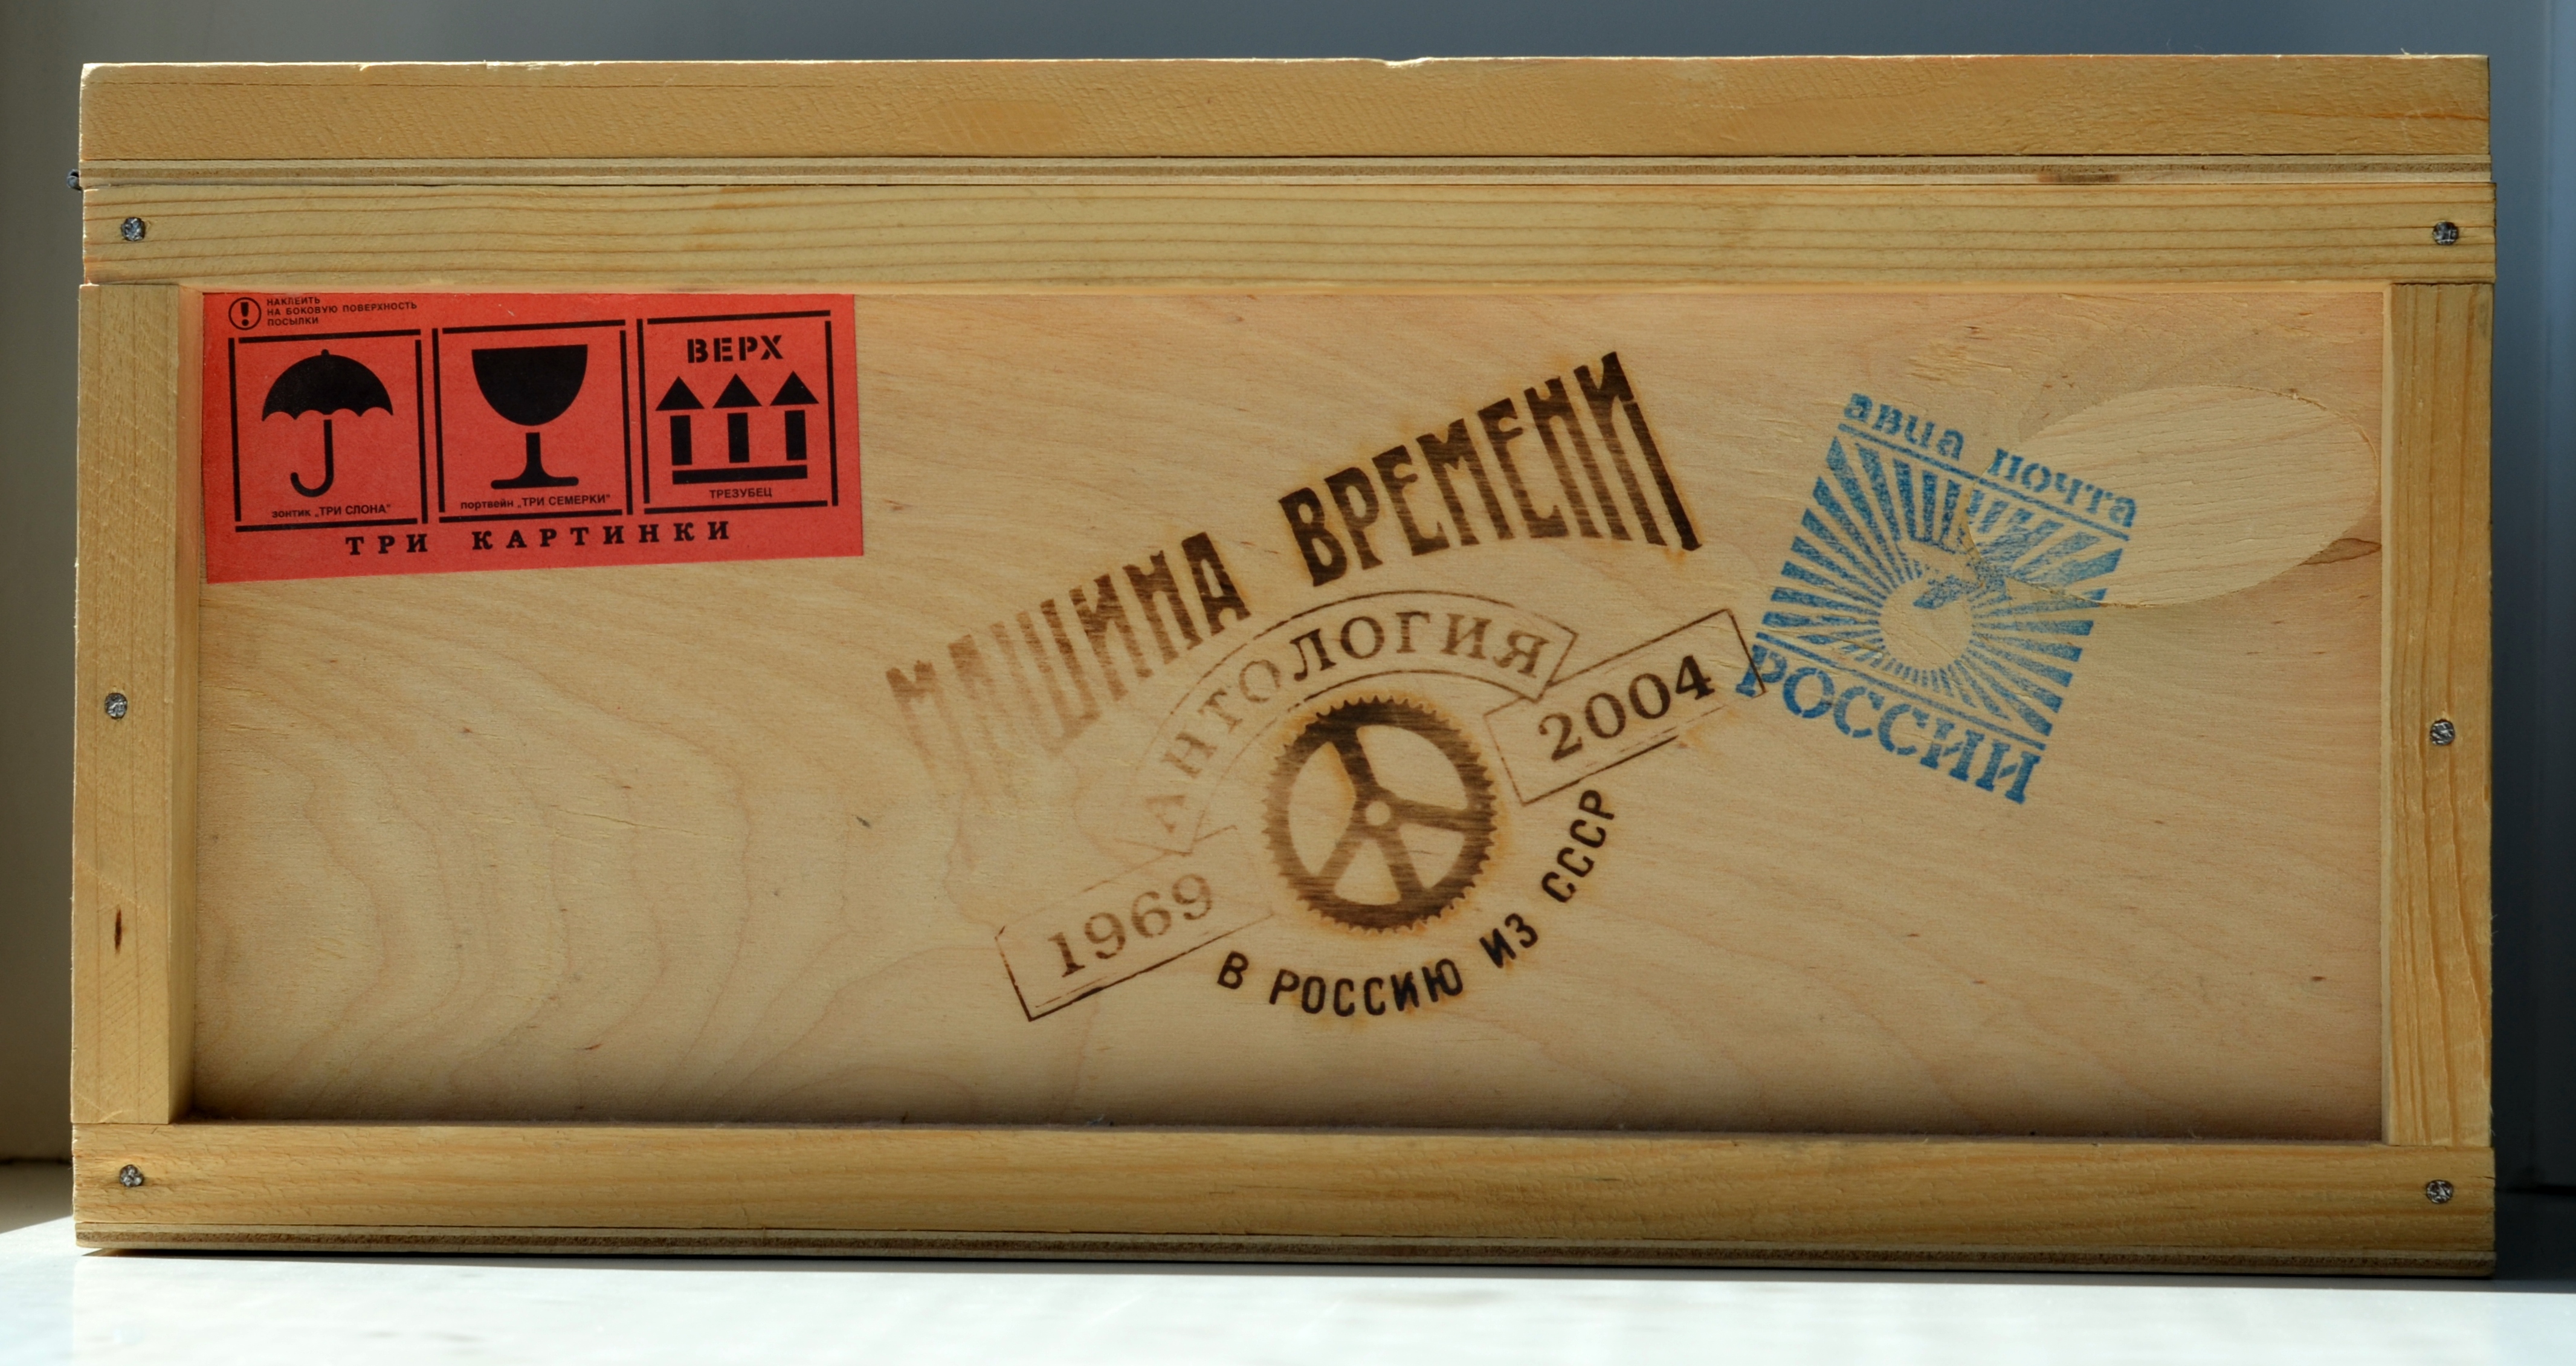 НАКЛЕИТЬ
НА БОКОВУЮ ПОВЕРХНОСТЬ
ПОСЫЛКИ
зонтик „ТРИ СЛОНА"
портвейн „ТРИ СЕМЕРКИ"
ВЕРХ
ТРЕЗУБЕЦ
ТРИ КАРТИНКИ
МАШИНА ВРЕМЕНИ
АНТОЛОГИЯ
1969
2004
В РОССИЮ ИЗ СССР
авиа почта
РОССИИ